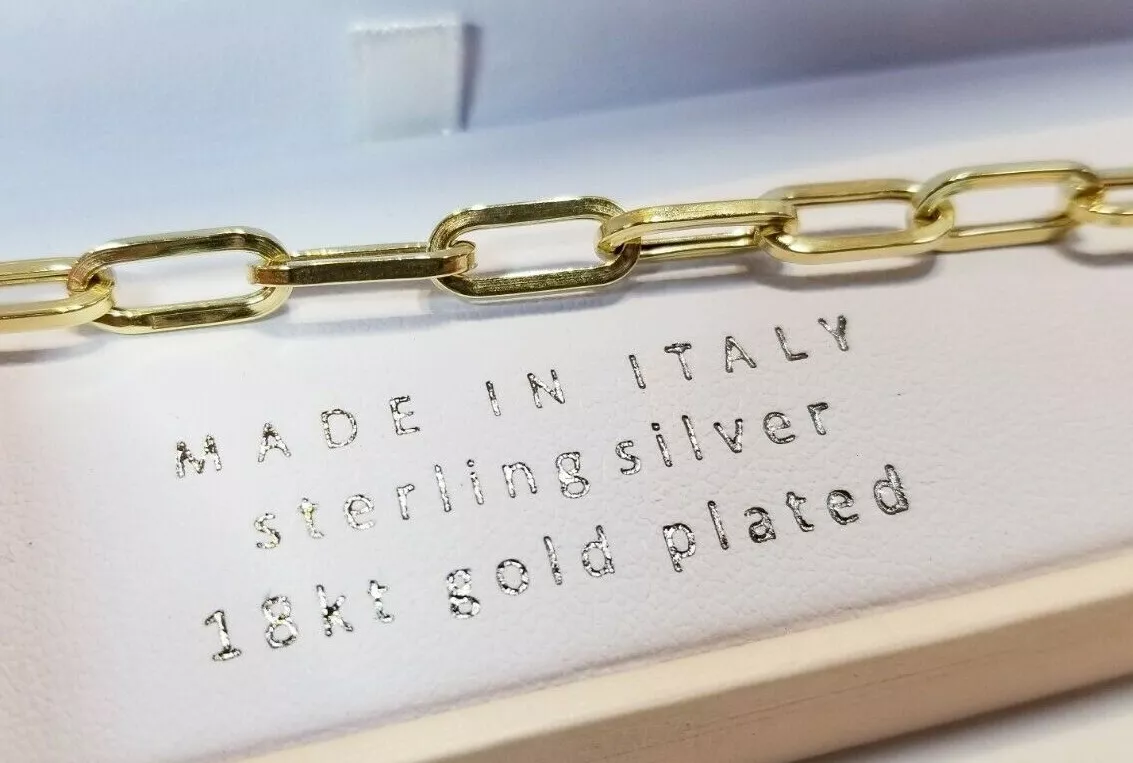 MADE IN ITALY
sterling silver
18kt gold plated